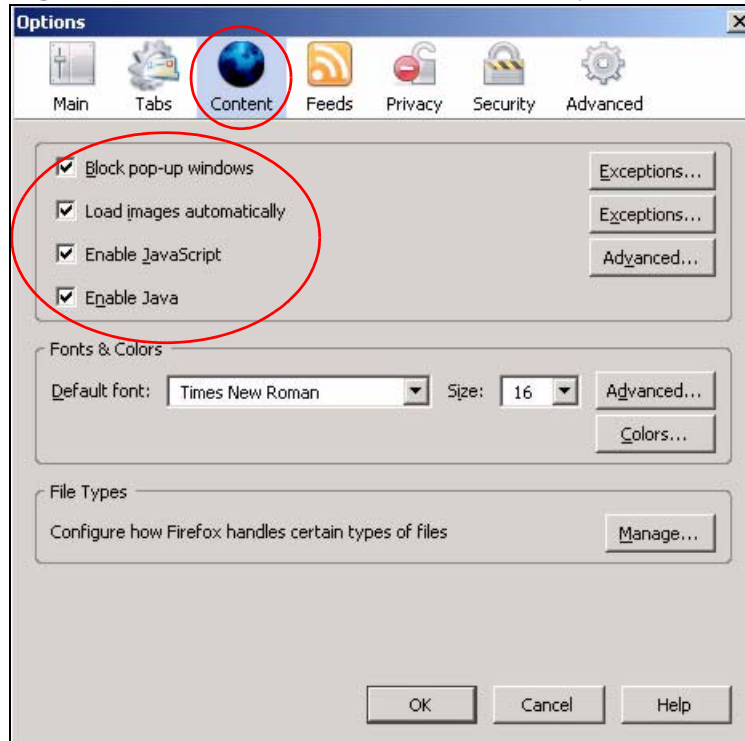 Options
Main Tabs Content Feeds Privacy Security Advanced
Block pop-up windows Exceptions...
Load images automatically Exceptions...
Enable JavaScript Advanced...
Enable Java
Fonts & Colors
Default font: Times New Roman Size: 16 Advanced...
Colors...
File Types
Configure how Firefox handles certain types of files Manage...
OK Cancel Help